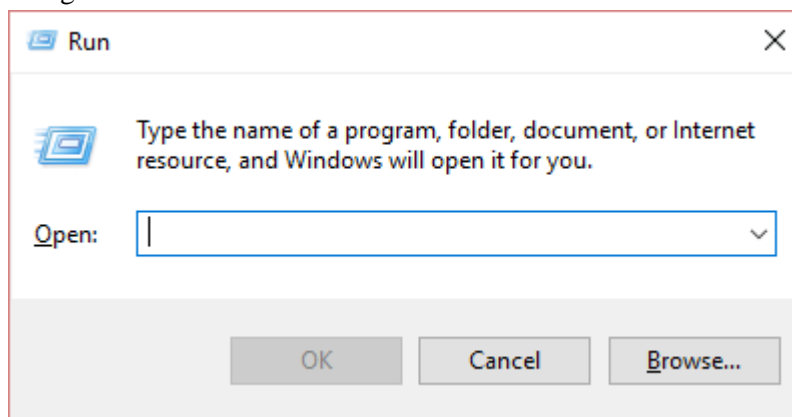 Run
Type the name of a program, folder, document, or Internet
resource, and Windows will open it for you.
Open:
OK Cancel Browse...